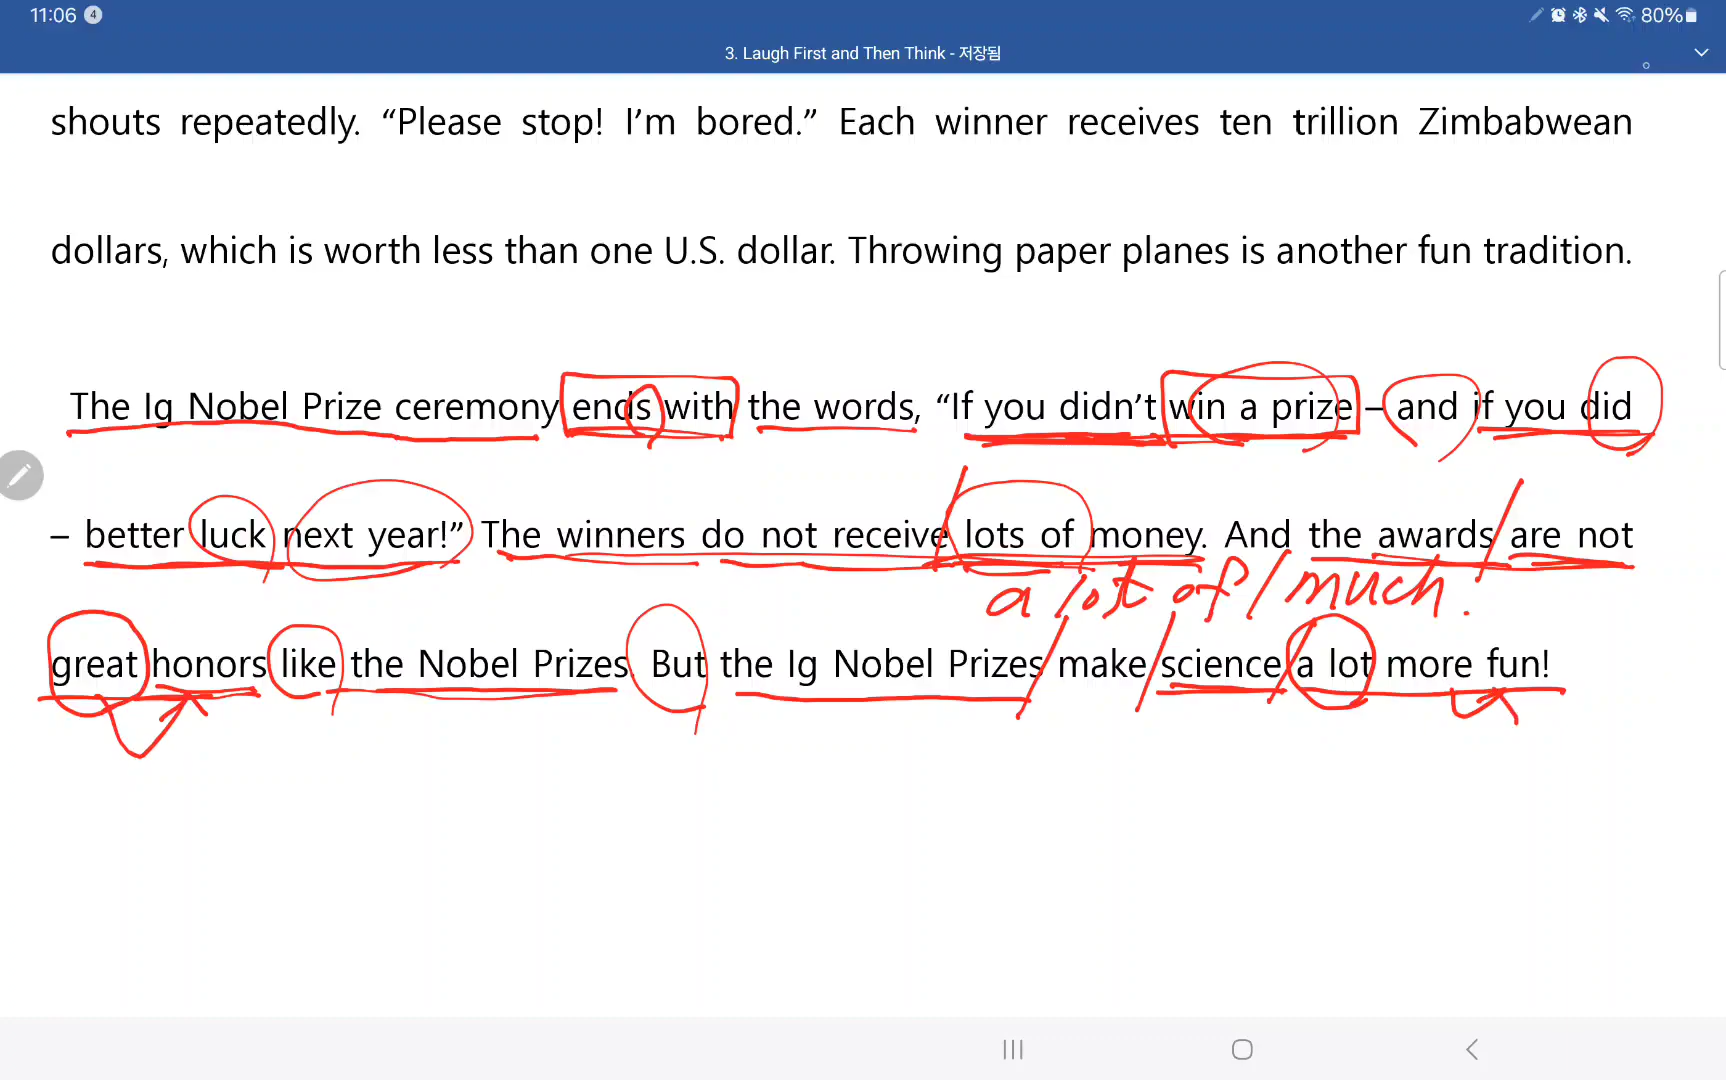 11:06 4 80%
3. Laugh First and Then Think - 저장됨
shouts repeatedly. “Please stop! I’m bored.” Each winner receives ten trillion Zimbabwean
dollars, which is worth less than one U.S. dollar. Throwing paper planes is another fun tradition.
The Ig Nobel Prize ceremony ends with the words, “If you didn’t win a prize – and if you did
– better luck next year!” The winners do not receive lots of money. And the awards are not
a lot of / much.
great honors like the Nobel Prizes. But the Ig Nobel Prizes make science a lot more fun!